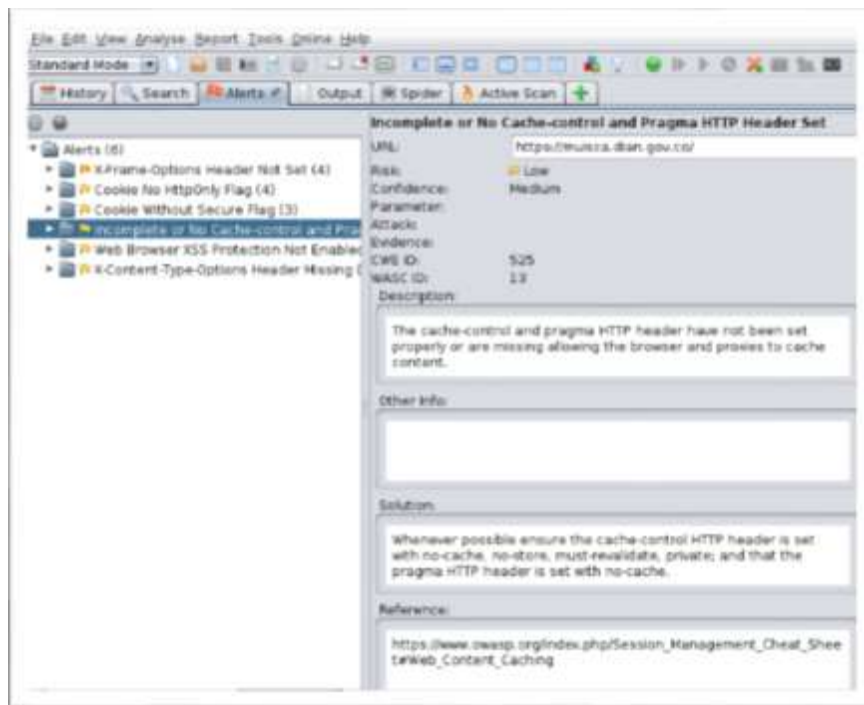 File Edit View Analyse Report Tools Online Help
Standard Mode
History Search Alerts Output Spider Active Scan
Alerts (6)
X-Frame-Options Header Not Set (4)
Cookie No HttpOnly Flag (4)
Cookie Without Secure Flag (3)
Incomplete or No Cache-control and Pra
Web Browser XSS Protection Not Enabled
X-Content-Type-Options Header Missing (
Incomplete or No Cache-control and Pragma HTTP Header Set
URL: https://muisca.dian.gov.co/
Risk: Low
Confidence: Medium
Parameter:
Attack:
Evidence:
CWE ID: 525
WASC ID: 13
Description:
The cache-control and pragma HTTP header have not been set
properly or are missing allowing the browser and proxies to cache
content.
Other Info:
Solution:
Whenever possible ensure the cache-control HTTP header is set
with no-cache, no-store, must-revalidate, private; and that the
pragma HTTP header is set with no-cache.
Reference:
https://www.owasp.org/index.php/Session_Management_Cheat_Shee
t#Web_Content_Caching